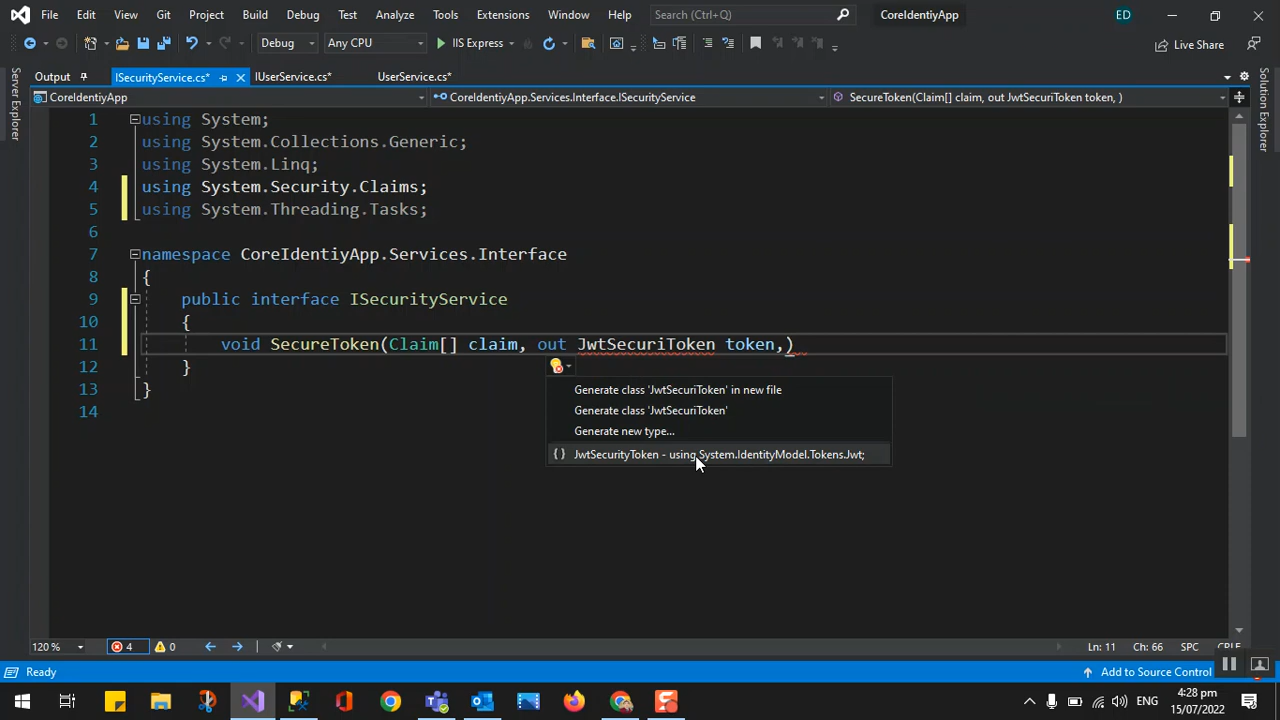 File Edit View Git Project Build Debug Test Analyze Tools Extensions Window Help Search (Ctrl+Q) CoreIdentiyApp ED
Debug Any CPU IIS Express Live Share
Output ISecurityService.cs* IUserService.cs* UserService.cs*
CoreIdentiyApp CoreIdentiyApp.Services.Interface.ISecurityService SecureToken(Claim[] claim, out JwtSecuriToken token, )
Server Explorer
Solution Explorer
1 using System;
2 using System.Collections.Generic;
3 using System.Linq;
4 using System.Security.Claims;
5 using System.Threading.Tasks;
6
7 namespace CoreIdentiyApp.Services.Interface
8 {
9 public interface ISecurityService
10 {
11 void SecureToken(Claim[] claim, out JwtSecuriToken token,)
12 }
13 }
14
Generate class 'JwtSecuriToken' in new file
Generate class 'JwtSecuriToken'
Generate new type...
{ } JwtSecurityToken - using System.IdentityModel.Tokens.Jwt;
120 % 4 0 Ln: 11 Ch: 66 SPC CRLF
Ready Add to Source Control
ENG 4:28 pm
15/07/2022